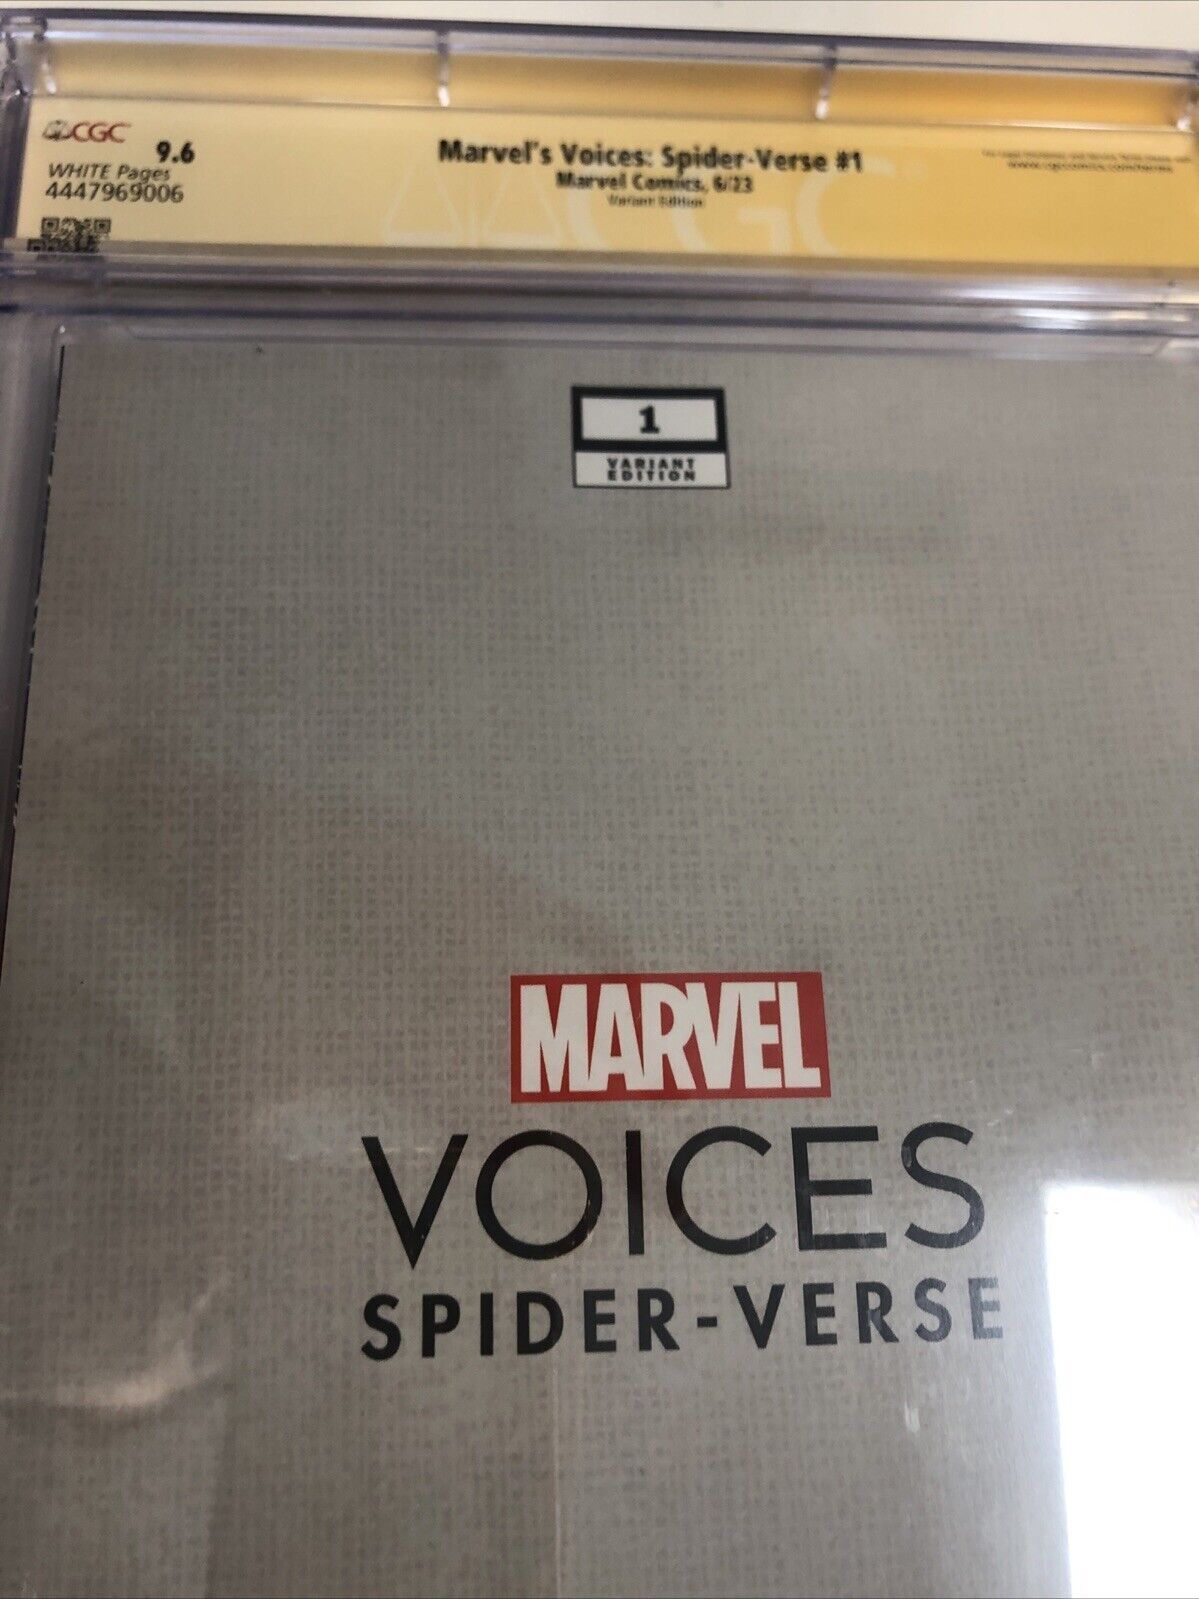 CGC
9.6
WHITE Pages
4447969006
Marvel's Voices: Spider-Verse #1
Marvel Comics, 6/23
Variant Edition
CGC
1
VARIANT
EDITION
MARVEL
VOICES
SPIDER-VERSE